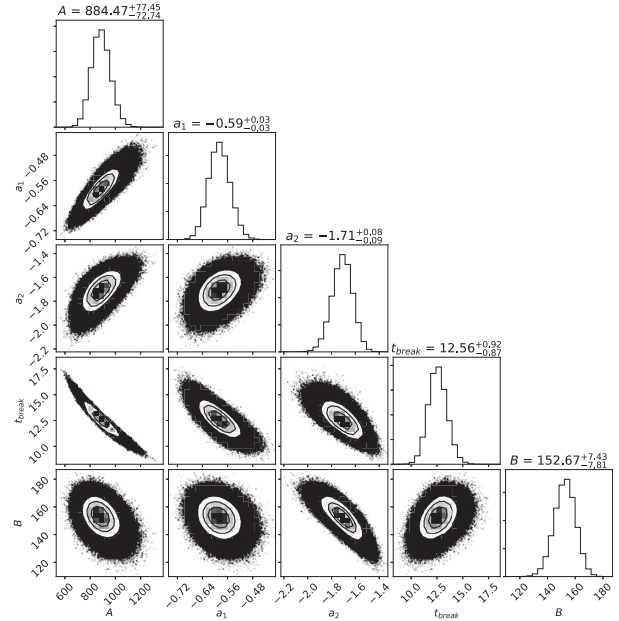 A = 884.47+77.45−72.74
a1 = −0.59+0.03−0.03
−0.48
−0.56
−0.64
−0.72
a1
a2 = −1.71+0.08−0.09
−1.4
−1.6
−1.8
−2.0
−2.2
a2
tbreak = 12.56+0.92−0.87
17.5
15.0
12.5
10.0
tbreak
B = 152.67+7.43−7.81
180
160
140
120
B
600 800 1000 1200 −0.72 −0.64 −0.56 −0.48 −2.2 −2.0 −1.8 −1.6 −1.4 10.0 12.5 15.0 17.5 120 140 160 180
A a1 a2 tbreak B